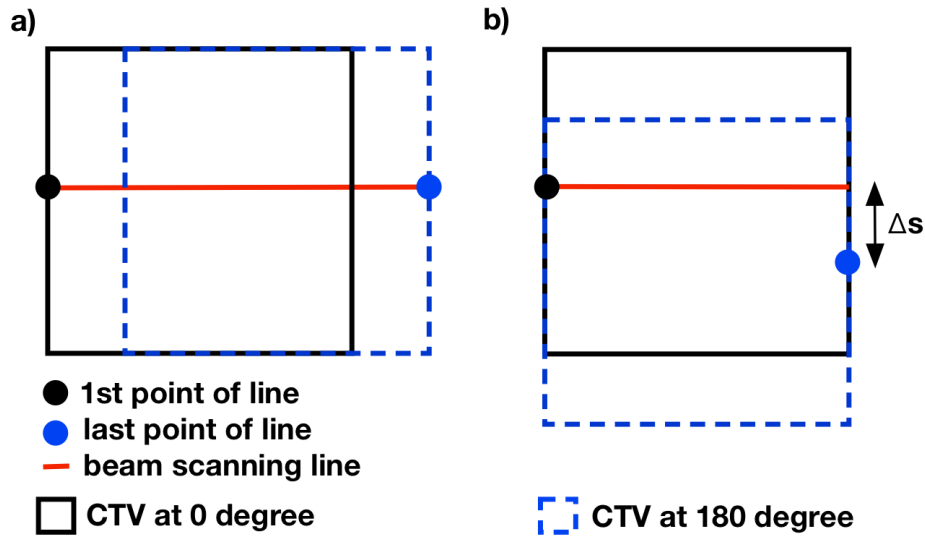 a)
b)
Δs
1st point of line
last point of line
beam scanning line
CTV at 0 degree
CTV at 180 degree